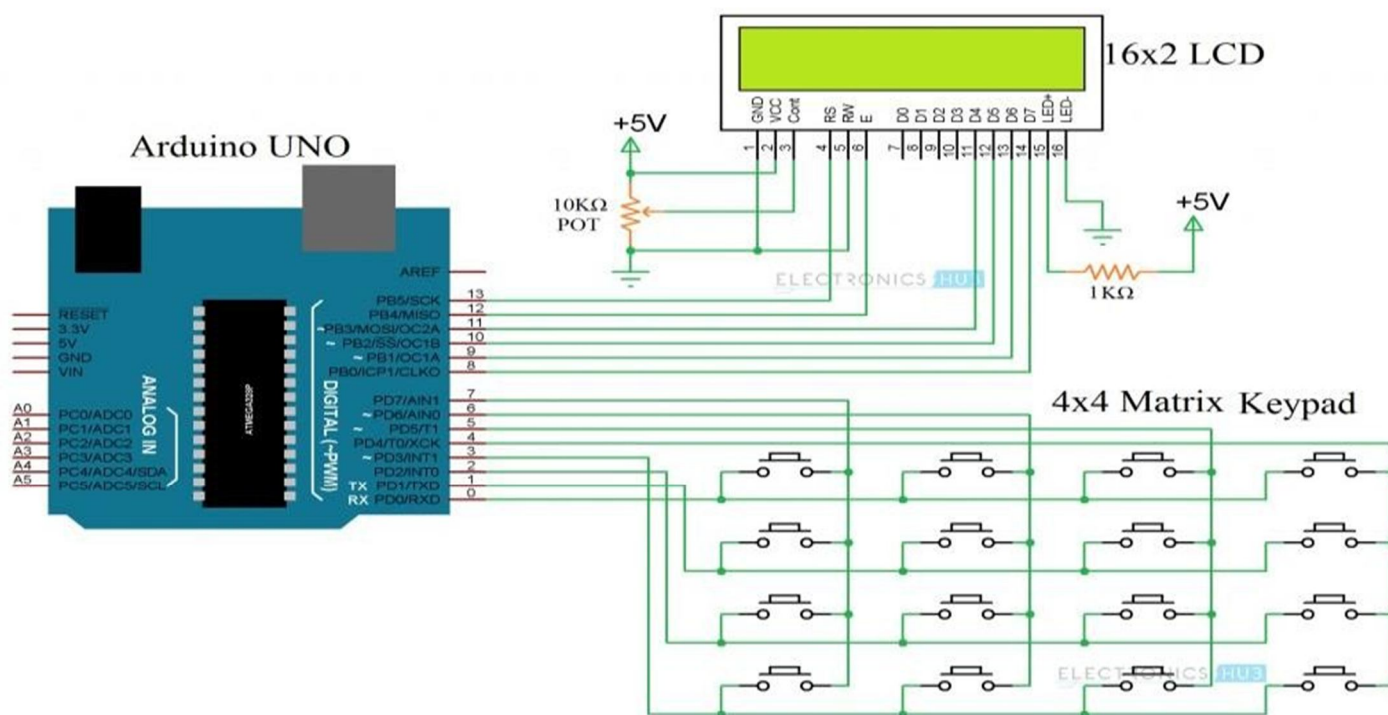 16x2 LCD
GND
VCC
Cont
RS
RW
E
D0
D1
D2
D3
D4
D5
D6
D7
LED+
LED-
1
2
3
4
5
6
7
8
9
10
11
12
13
14
15
16
+5V
10KΩ
POT
+5V
1KΩ
ELECTRONICS HUB
Arduino UNO
AREF
RESET
3.3V
5V
GND
VIN
A0 PC0/ADC0
A1 PC1/ADC1
A2 PC2/ADC2
A3 PC3/ADC3
A4 PC4/ADC4/SDA
A5 PC5/ADC5/SCL
ANALOG IN
ATMEGA328P
DIGITAL (~PWM)
PB5/SCK 13
PB4/MISO 12
~PB3/MOSI/OC2A 11
~ PB2/SS/OC1B 10
~ PB1/OC1A 9
PB0/ICP1/CLKO 8
PD7/AIN1 7
~ PD6/AIN0 6
~ PD5/T1 5
PD4/T0/XCK 4
~ PD3/INT1 3
PD2/INT0 2
TX PD1/TXD 1
RX PD0/RXD 0
4x4 Matrix Keypad
ELECTRONICS HUB